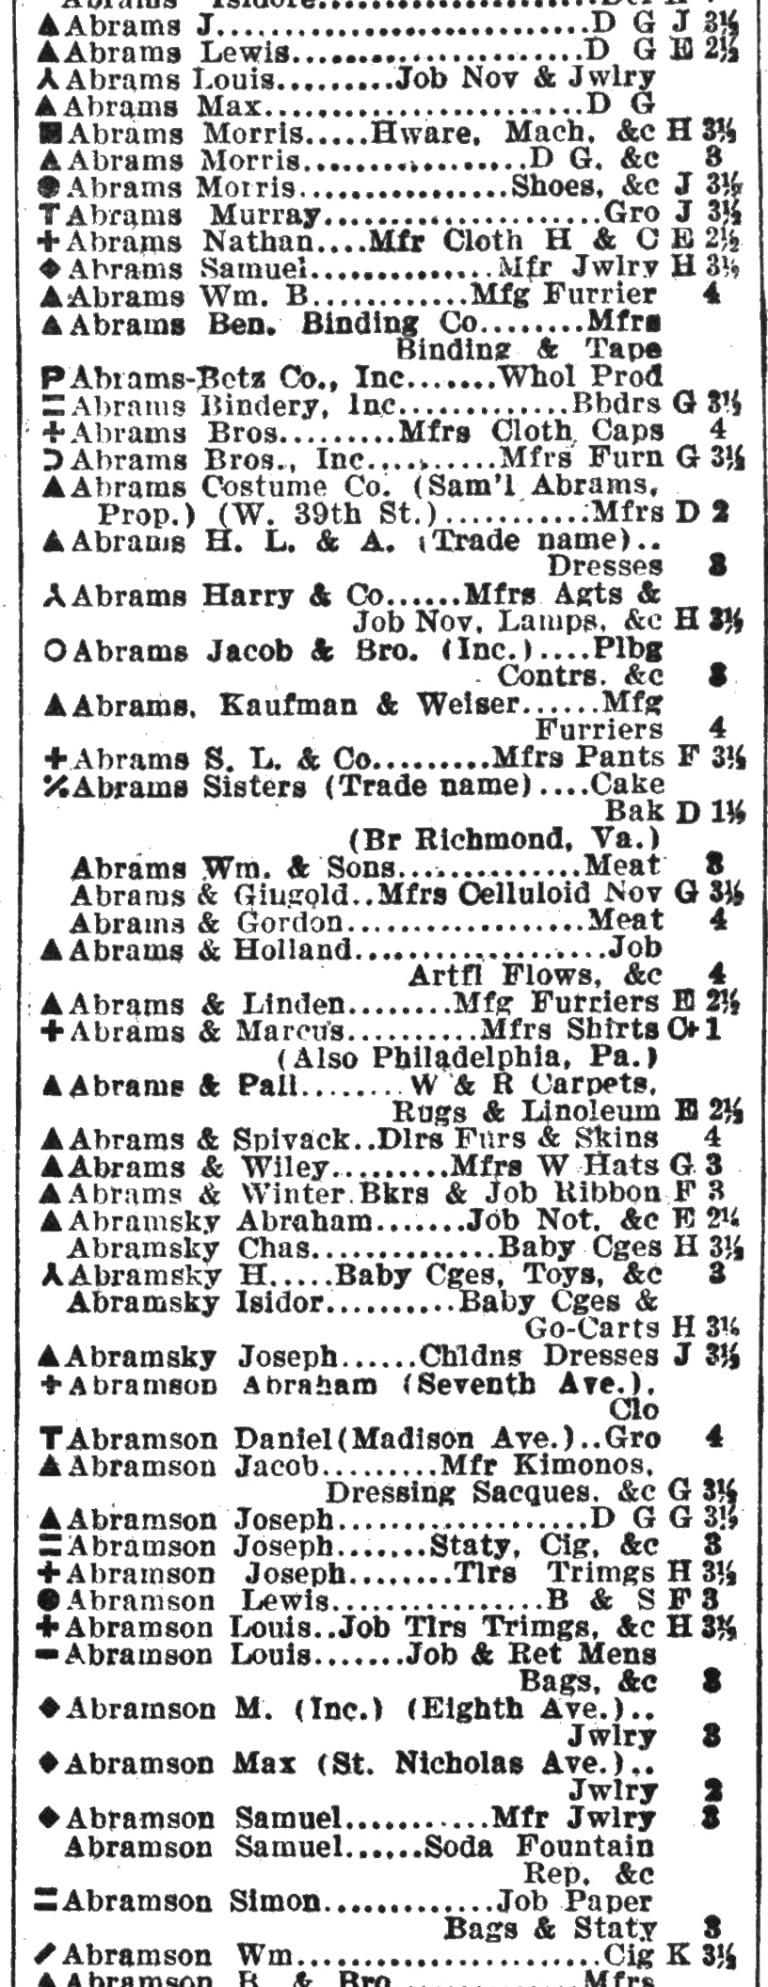 ▲Abrams J..............................D G J 3½
▲Abrams Lewis........................D G E 2½
⅄Abrams Louis.........Job Nov & Jwlry
▲Abrams Max..........................D G
■Abrams Morris.....Hware, Mach, &c H 3½
▲Abrams Morris..................D G. &c 3
●Abrams Morris................Shoes, &c J 3½
TAbrams Murray......................Gro J 3½
+Abrams Nathan....Mfr Cloth H & C E 2½
◆Abrams Samuel..............Mfr Jwlry H 3½
▲Abrams Wm. B............Mfg Furrier 4
▲Abrams Ben. Binding Co........Mfrs
Binding & Tape
PAbrams-Betz Co., Inc.......Whol Prod
=Abrams Bindery, Inc.............Bbdrs G 3½
+Abrams Bros.........Mfrs Cloth Caps 4
⊃Abrams Bros., Inc..........Mfrs Furn G 3½
▲Abrams Costume Co. (Sam'l Abrams,
Prop.) (W. 39th St.)...........Mfrs D 2
▲Abrams H. L. & A. (Trade name)..
Dresses 3
⅄Abrams Harry & Co......Mfrs Agts &
Job Nov, Lamps, &c H 3½
OAbrams Jacob & Bro. (Inc.)....Plbg
Contrs. &c 3
▲Abrams, Kaufman & Weiser......Mfg
Furriers 4
+Abrams S. L. & Co.........Mfrs Pants F 3½
⁒Abrams Sisters (Trade name)....Cake
Bak D 1½
(Br Richmond, Va.)
Abrams Wm. & Sons..............Meat 3
Abrams & Giugold..Mfrs Celluloid Nov G 3½
Abrams & Gordon..................Meat 4
▲Abrams & Holland...................Job
Artfl Flows, &c 4
▲Abrams & Linden........Mfg Furriers E 2½
+Abrams & Marcus..........Mfrs Shirts C+1
(Also Philadelphia, Pa.)
▲Abrams & Pall........W & R Carpets,
Rugs & Linoleum E 2½
▲Abrams & Spivack..Dlrs Furs & Skins 4
▲Abrams & Wiley.........Mfrs W Hats G 3
▲Abrams & Winter.Bkrs & Job Ribbon F 3
▲Abramsky Abraham.......Job Not, &c E 2½
Abramsky Chas..............Baby Cges H 3½
⅄Abramsky H.....Baby Cges, Toys, &c 3
Abramsky Isidor..........Baby Cges &
Go-Carts H 3½
▲Abramsky Joseph......Chldns Dresses J 3½
+Abramson Abraham (Seventh Ave.).
Clo
TAbramson Daniel(Madison Ave.)..Gro 4
▲Abramson Jacob.........Mfr Kimonos,
Dressing Sacques, &c G 3½
▲Abramson Joseph...................D G G 3½
=Abramson Joseph.......Staty, Cig, &c 3
+Abramson Joseph........Tlrs Trimgs H 3½
●Abramson Lewis................B & S F 3
+Abramson Louis..Job Tlrs Trimgs, &c H 3½
-Abramson Louis.......Job & Ret Mens
Bags, &c 3
◆Abramson M. (Inc.) (Eighth Ave.)..
Jwlry 3
◆Abramson Max (St. Nicholas Ave.)..
Jwlry 2
◆Abramson Samuel...........Mfr Jwlry 3
Abramson Samuel......Soda Fountain
Rep. &c
=Abramson Simon.............Job Paper
Bags & Staty 3
/Abramson Wm.......................Cig K 3½
▲Abramson B. & Bro..............Mfrs